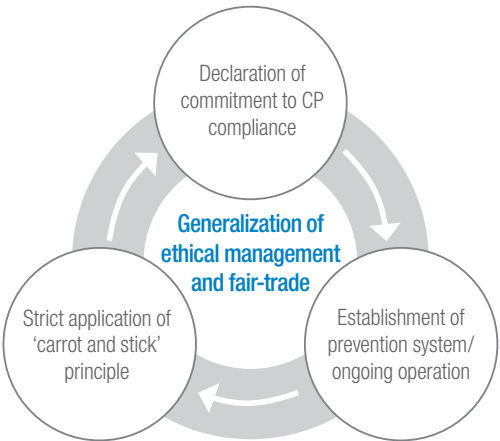 Declaration of
commitment to CP
compliance
Generalization of
ethical management
and fair-trade
Strict application of
‘carrot and stick’
principle
Establishment of
prevention system/
ongoing operation